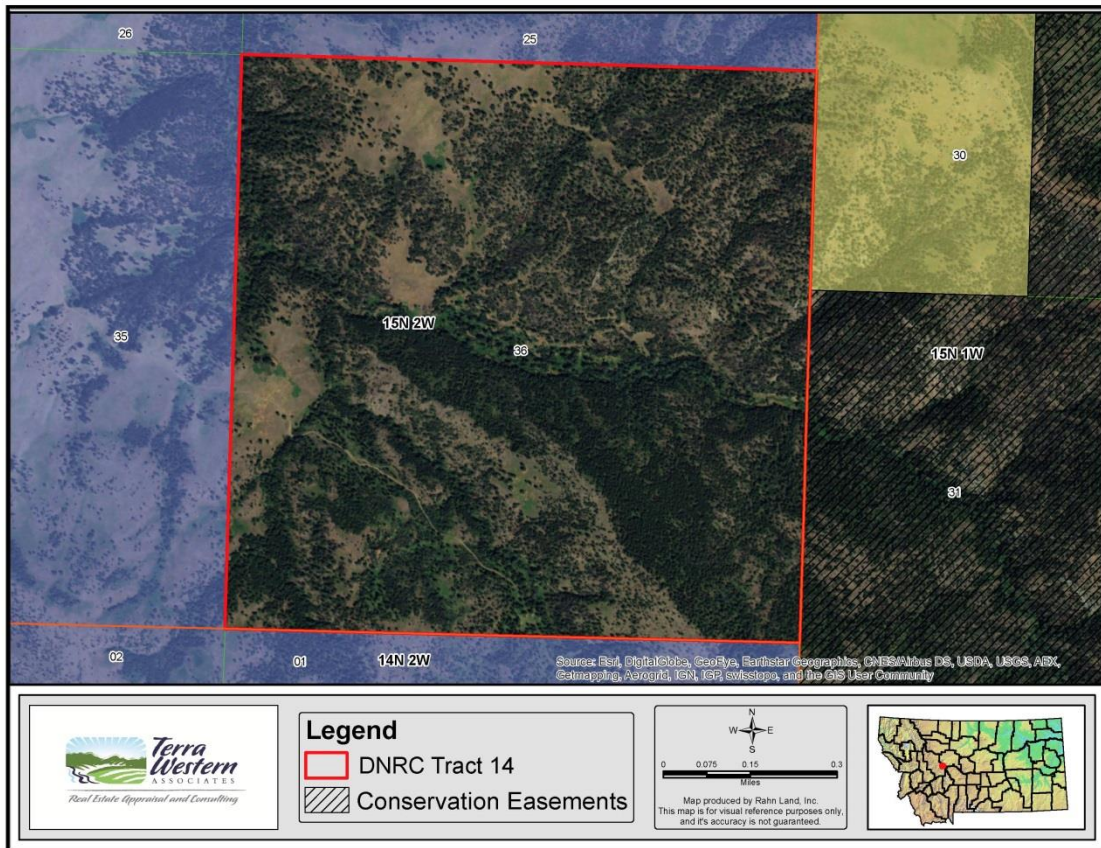 26
25
30
15N 2W
36
35
15N 1W
31
02
01
14N 2W
Source: Esri, DigitalGlobe, GeoEye, Earthstar Geographics, CNES/Airbus DS, USDA, USGS, AEX,
Getmapping, Aerogrid, IGN, IGP, swisstopo, and the GIS User Community
Terra
Western
ASSOCIATES
Real Estate Appraisal and Consulting
Legend
DNRC Tract 14
Conservation Easements
N
W E
S
0 0.075 0.15 0.3
Miles
Map produced by Rahn Land, Inc.
This map is for visual reference purposes only,
and it's accuracy is not guaranteed.